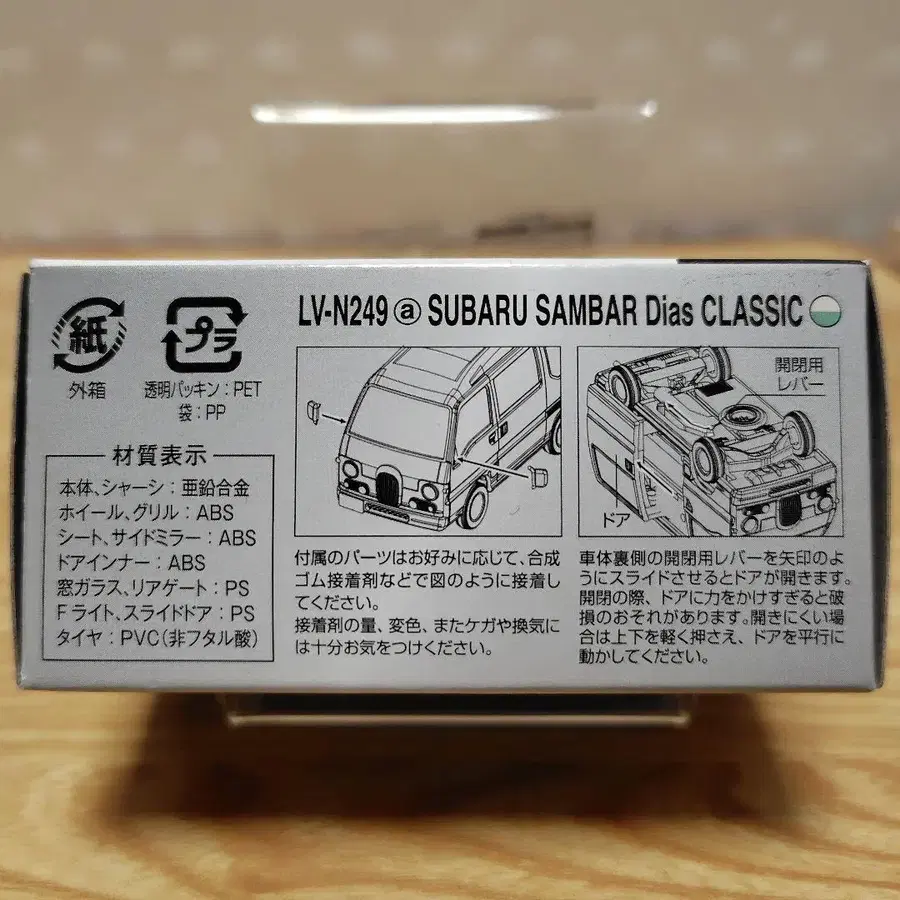 紙
外箱
プラ
透明パッキン：PET
袋：PP
LV-N249 ⓐ SUBARU SAMBAR Dias CLASSIC
材質表示
本体、シャーシ：亜鉛合金
ホイール、グリル：ABS
シート、サイドミラー：ABS
ドアインナー：ABS
窓ガラス、リアゲート：PS
Fライト、スライドドア：PS
タイヤ：PVC（非フタル酸）
付属のパーツはお好みに応じて、合成
ゴム接着剤などで図のように接着し
てください。
接着剤の量、変色、またケガや換気に
は十分お気をつけください。
開閉用
レバー
ドア
車体裏側の開閉用レバーを矢印のよ
うにスライドさせるとドアが開きます。
開閉の際、ドアに力をかけすぎると破
損のおそれがあります。開きにくい場
合は上下を軽く押さえ、ドアを平行に
動かしてください。